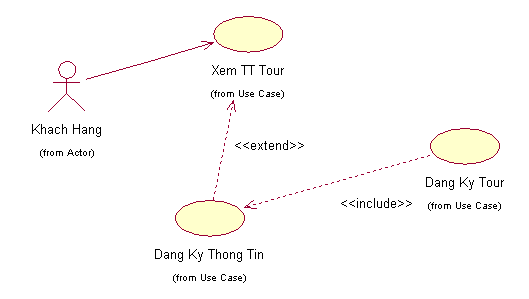 Xem TT Tour
(from Use Case)
Khach Hang
(from Actor)
<<extend>>
Dang Ky Tour
(from Use Case)
<<include>>
Dang Ky Thong Tin
(from Use Case)